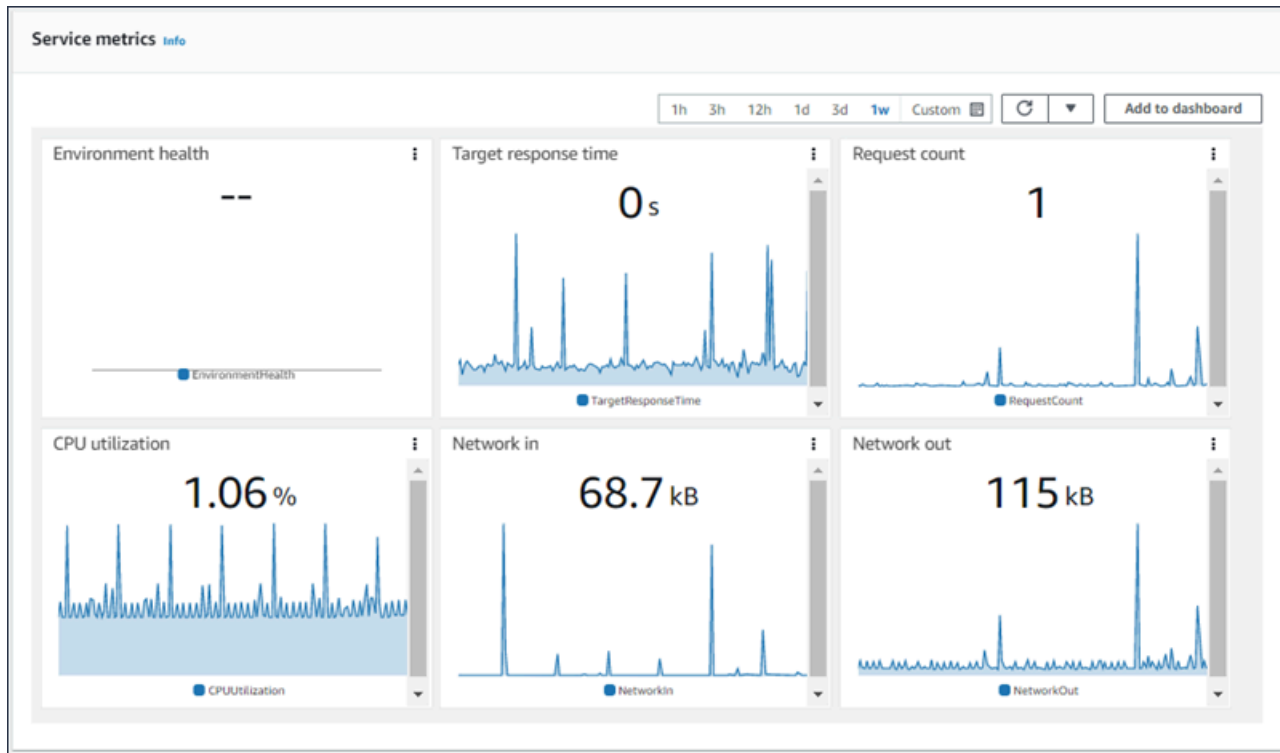 Service metrics Info
1h 3h 12h 1d 3d 1w Custom Add to dashboard
Environment health
--
EnvironmentHealth
Target response time
0 s
TargetResponseTime
Request count
1
RequestCount
CPU utilization
1.06 %
CPUUtilization
Network in
68.7 kB
NetworkIn
Network out
115 kB
NetworkOut